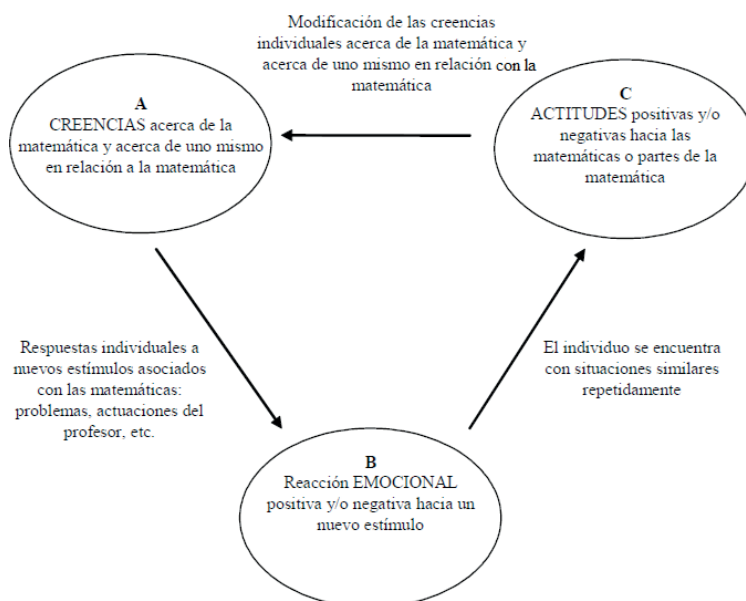 Modificación de las creencias
individuales acerca de la matemática y
acerca de uno mismo en relación con la
matemática
A
CREENCIAS acerca de la
matemática y acerca de uno mismo
en relación a la matemática
C
ACTITUDES positivas y/o
negativas hacia las
matemáticas o partes de la
matemática
Respuestas individuales a
nuevos estímulos asociados
con las matemáticas:
problemas, actuaciones del
profesor, etc.
El individuo se encuentra
con situaciones similares
repetidamente
B
Reacción EMOCIONAL
positiva y/o negativa hacia un
nuevo estímulo